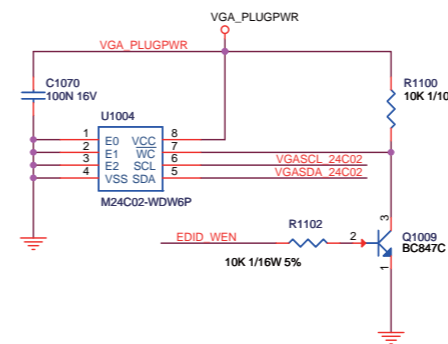 VGA_PLUGPWR
VGA_PLUGPWR
C1070
100N 16V
R1100
10K 1/10
U1004
1 E0 VCC 8
2 E1 WC 7
3 E2 SCL 6 VGASCL_24C02
4 VSS SDA 5 VGASDA_24C02
M24C02-WDW6P
R1102
3
EDID_WEN
2
Q1009
BC847C
10K 1/16W 5%
1